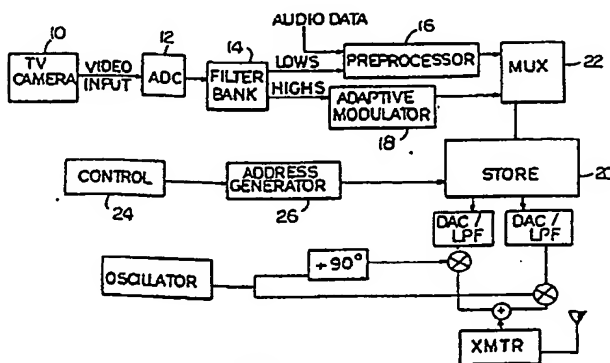 AUDIO DATA
10
12
14
16
TV
CAMERA
VIDEO
INPUT
ADC
FILTER
BANK
LOWS
HIGHS
PREPROCESSOR
ADAPTIVE
MODULATOR
18
MUX
22
CONTROL
24
ADDRESS
GENERATOR
26
STORE
20
DAC /
LPF
DAC /
LPF
OSCILLATOR
+90°
+
XMTR